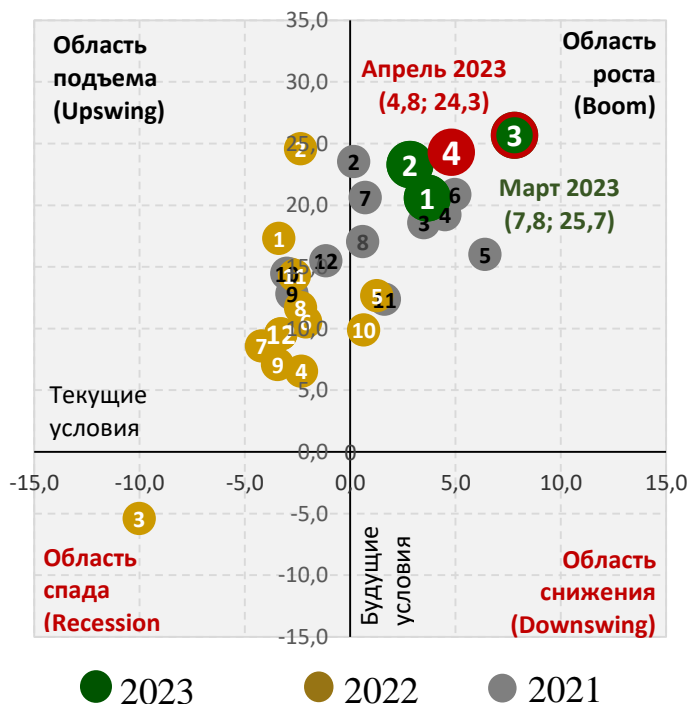 35,0
Область
подъема
(Upswing)
Область
роста
(Boom)
Апрель 2023
(4,8; 24,3)
30,0
25,0
2
2
2
4
3
20,0
7
1
6
4
3
Март 2023
(7,8; 25,7)
1
8
5
15,0
12
11
9
5
11
10,0
8
6
10
12
7
9
4
5,0
Текущие
условия
0,0
-15,0 -10,0 -5,0 0,0 5,0 10,0 15,0
3
-5,0
-10,0
-15,0
Будущие
условия
Область
спада
(Recession
Область
снижения
(Downswing)
2023 2022 2021